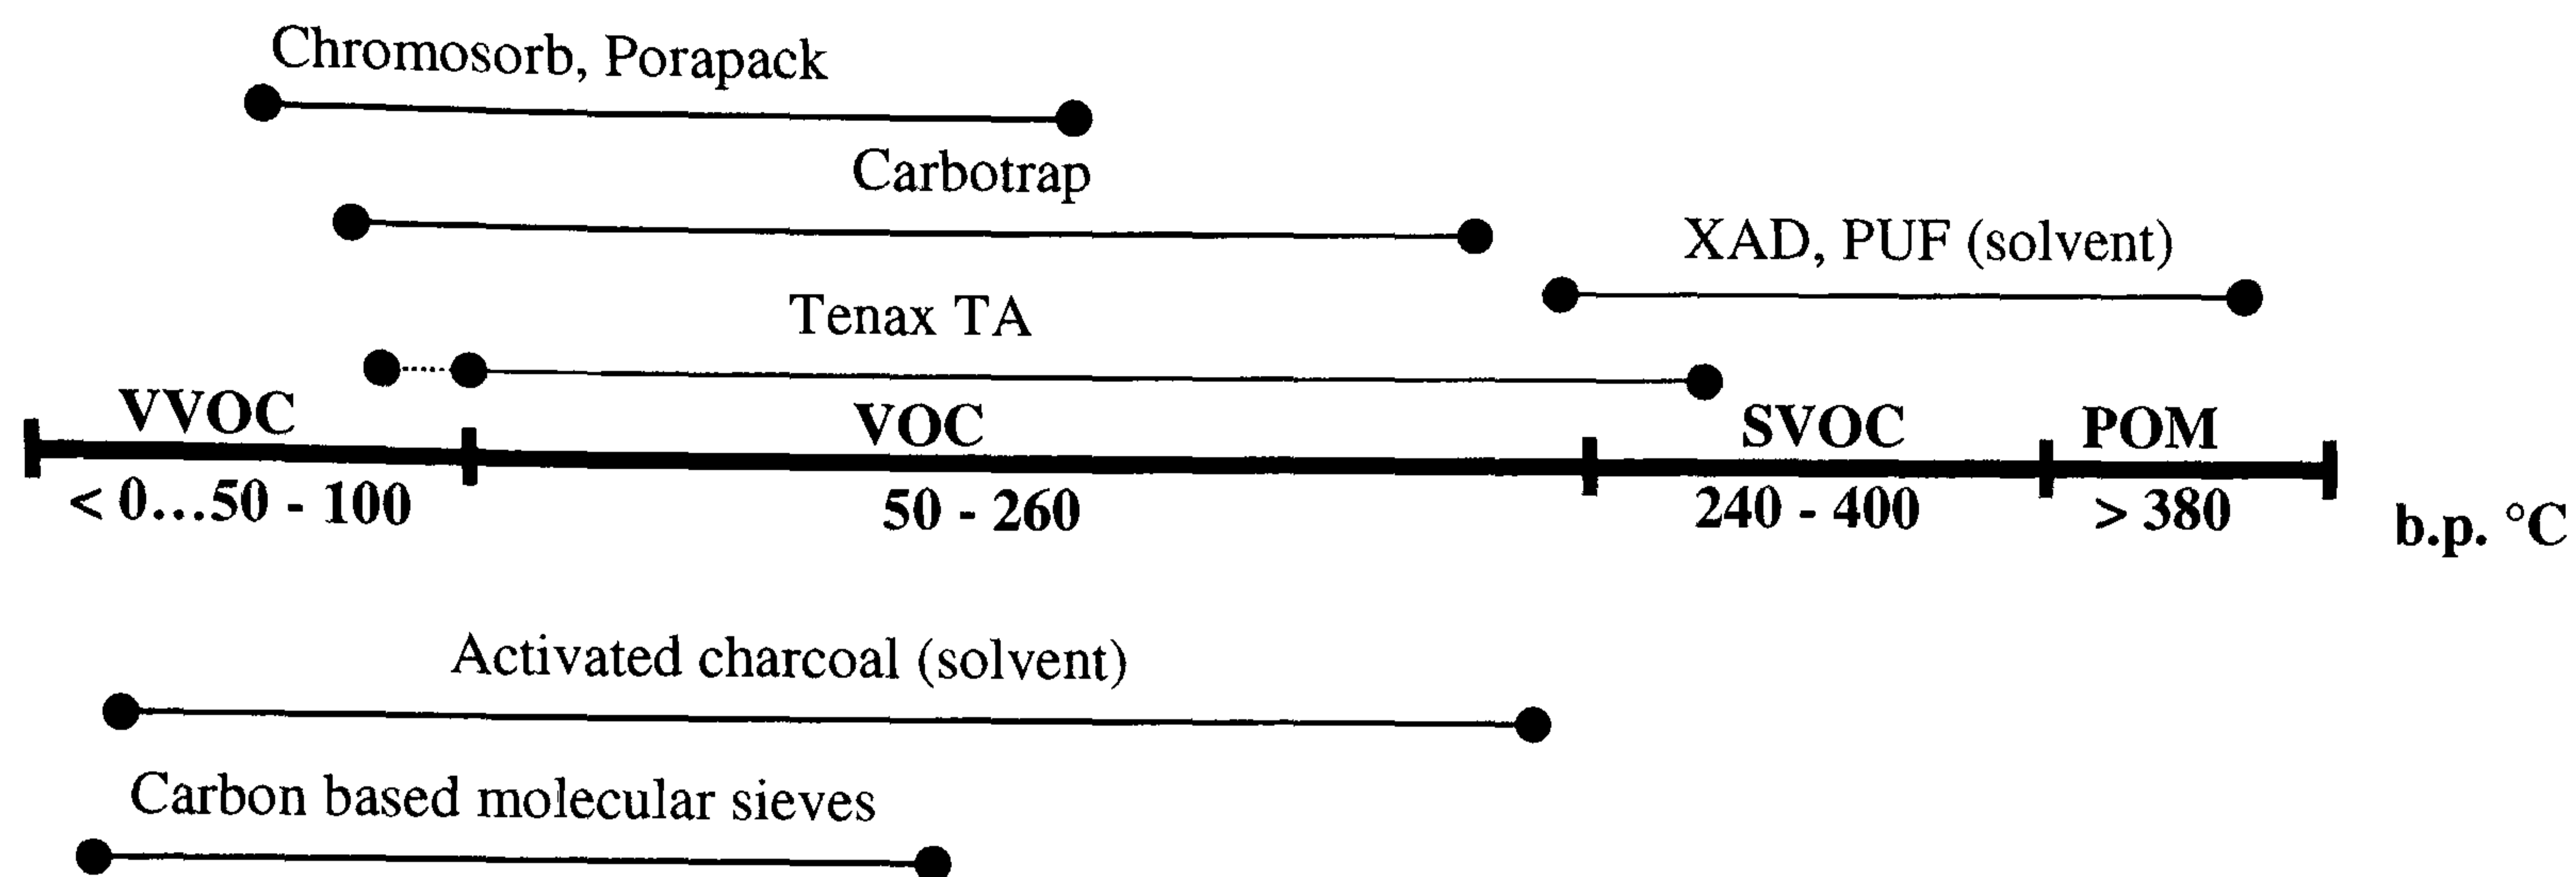 Chromosorb, Porapack
Carbotrap
XAD, PUF (solvent)
Tenax TA
VVOC VOC SVOC POM
< 0...50 - 100 50 - 260 240 - 400 > 380 b.p. °C
Activated charcoal (solvent)
Carbon based molecular sieves